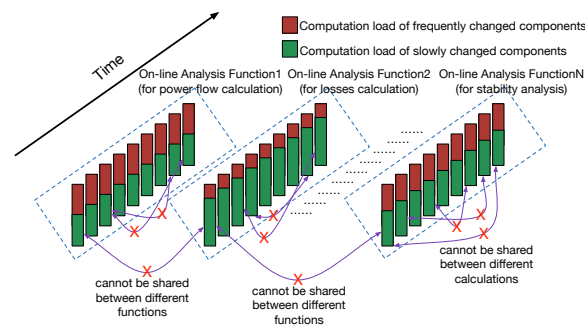 Computation load of frequently changed components
Computation load of slowly changed components
Time
On-line Analysis Function1
(for power flow calculation)
On-line Analysis Function2
(for losses calculation)
On-line Analysis FunctionN
(for stability analysis)
cannot be shared
between different
functions
cannot be shared
between different
functions
cannot be shared
between different
calculations